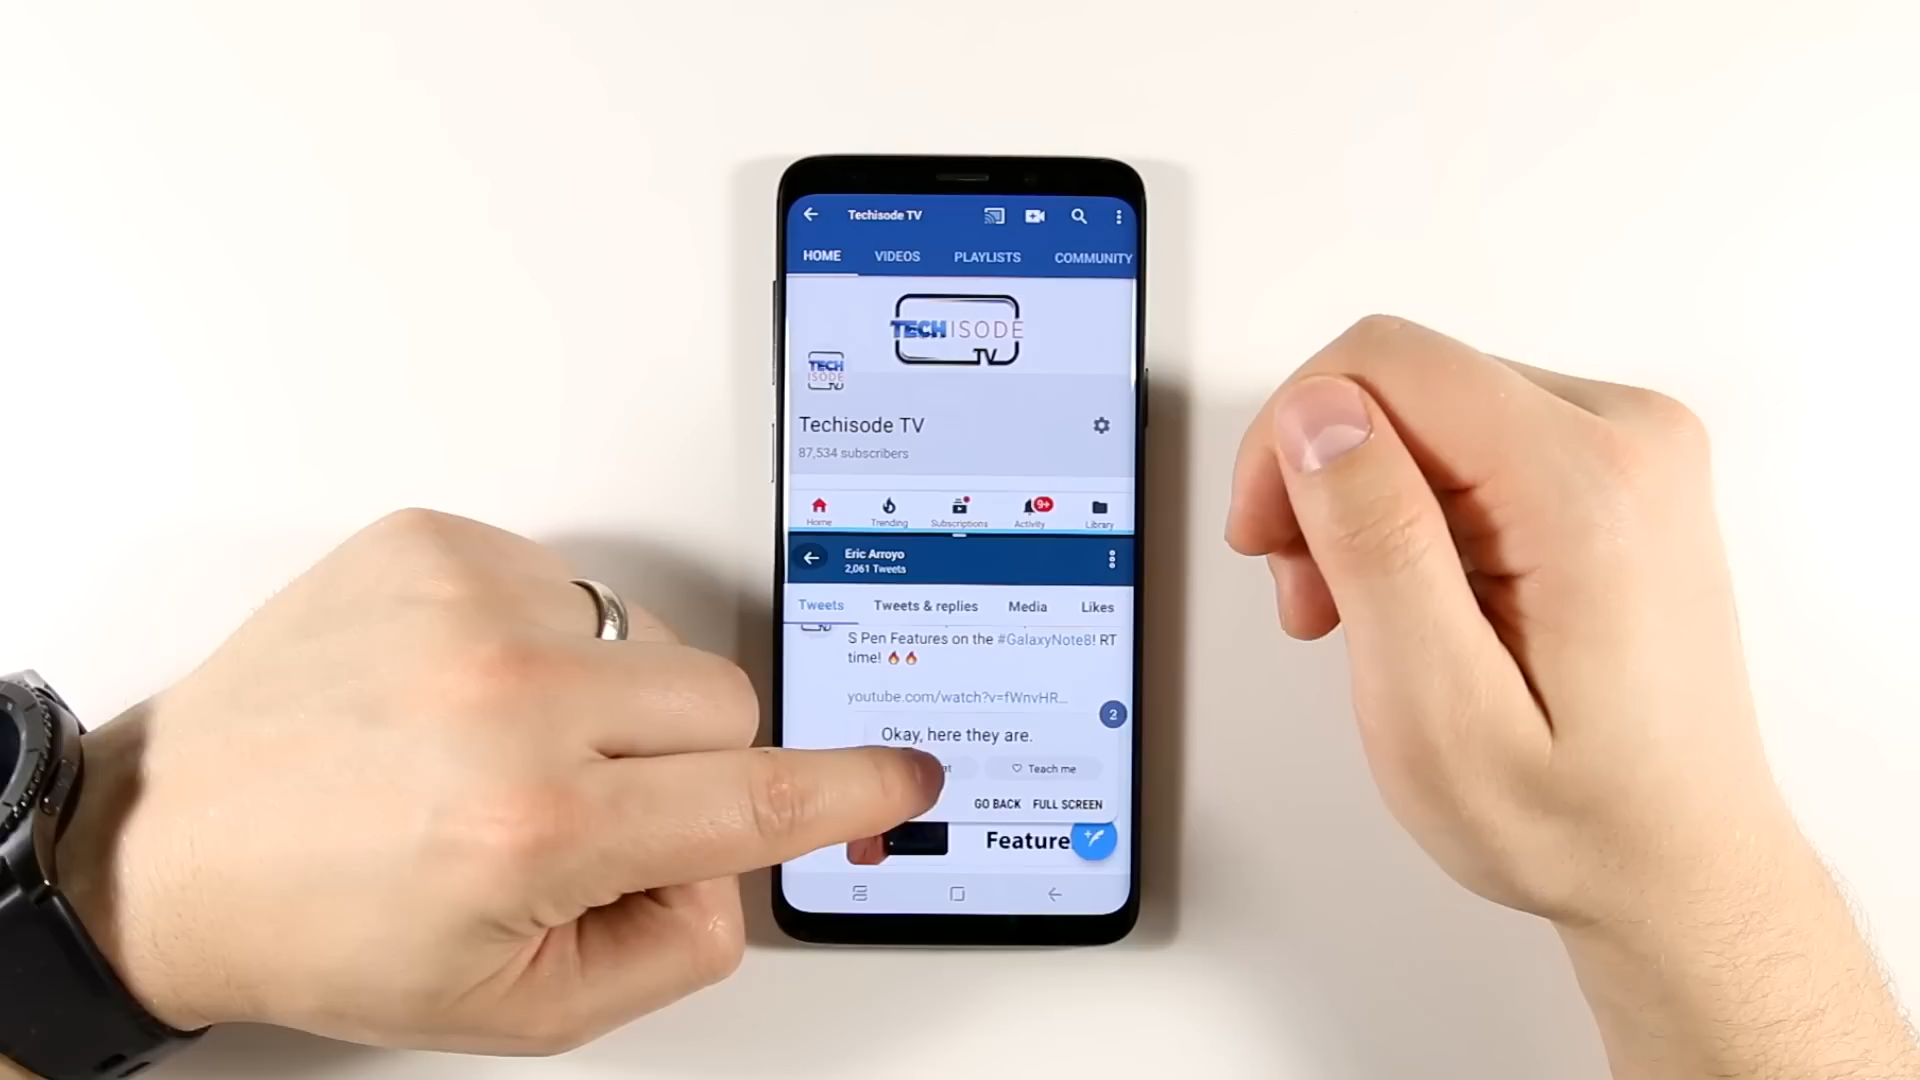 Techisode TV
HOME VIDEOS PLAYLISTS COMMUNITY
TECHISODE
TV
TECH
ISODE
TV
Techisode TV
87,534 subscribers
9+
Home Trending Subscriptions Activity Library
Eric Arroyo
2,061 Tweets
Tweets Tweets & replies Media Likes
S Pen Features on the #GalaxyNote8! RT
time! 🔥🔥
youtube.com/watch?v=fWnvHR...
2
Okay, here they are.
Teach me
GO BACK FULL SCREEN
Feature